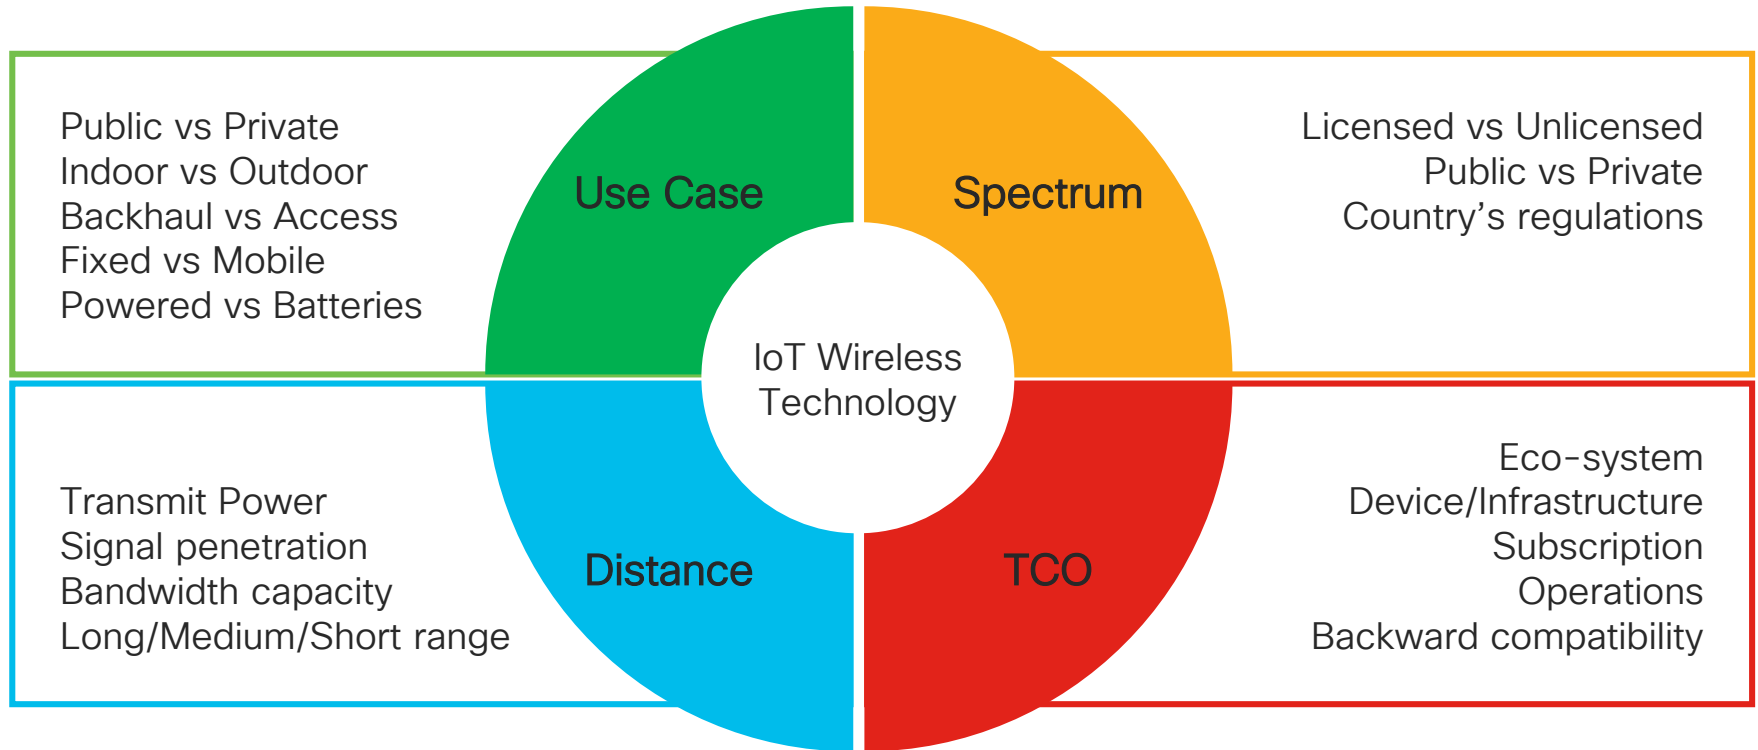 Public vs Private
Indoor vs Outdoor
Backhaul vs Access
Fixed vs Mobile
Powered vs Batteries
Use Case
Spectrum
Licensed vs Unlicensed
Public vs Private
Country’s regulations
IoT Wireless
Technology
Transmit Power
Signal penetration
Bandwidth capacity
Long/Medium/Short range
Distance
TCO
Eco-system
Device/Infrastructure
Subscription
Operations
Backward compatibility